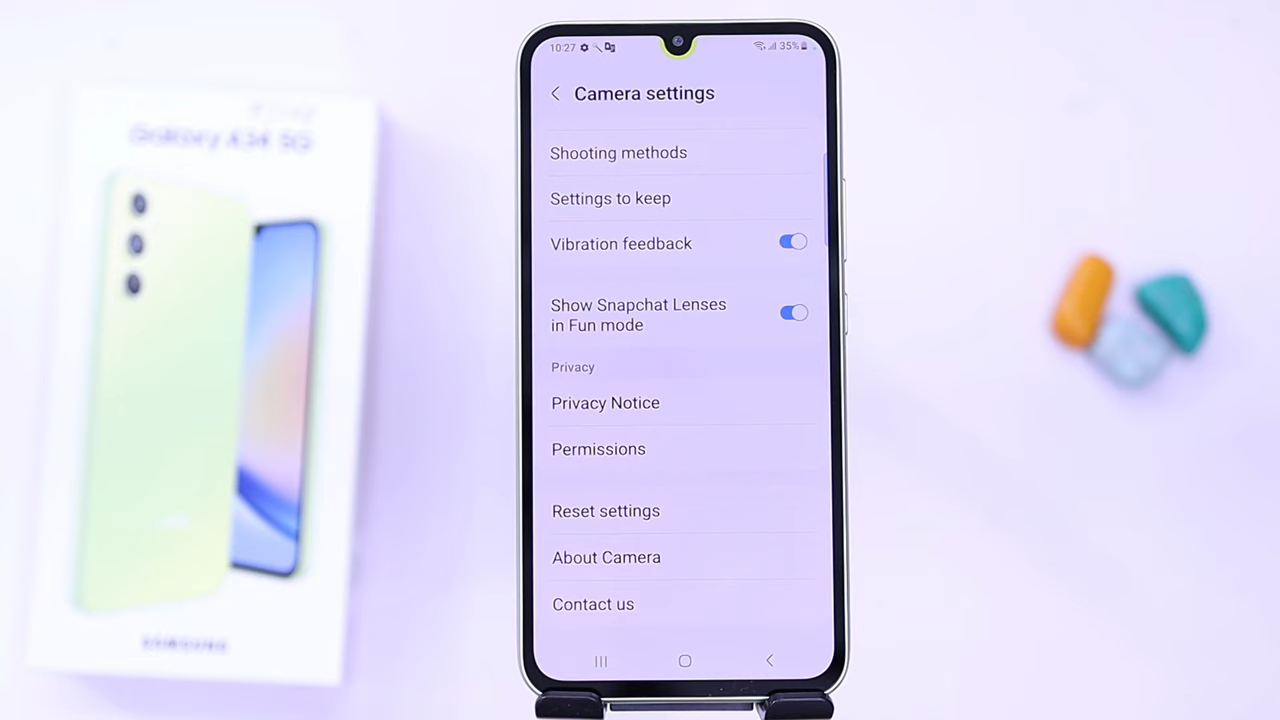 Galaxy A34 5G
SAMSUNG
10:27
35%
Camera settings
Shooting methods
Settings to keep
Vibration feedback
Show Snapchat Lenses
in Fun mode
Privacy
Privacy Notice
Permissions
Reset settings
About Camera
Contact us